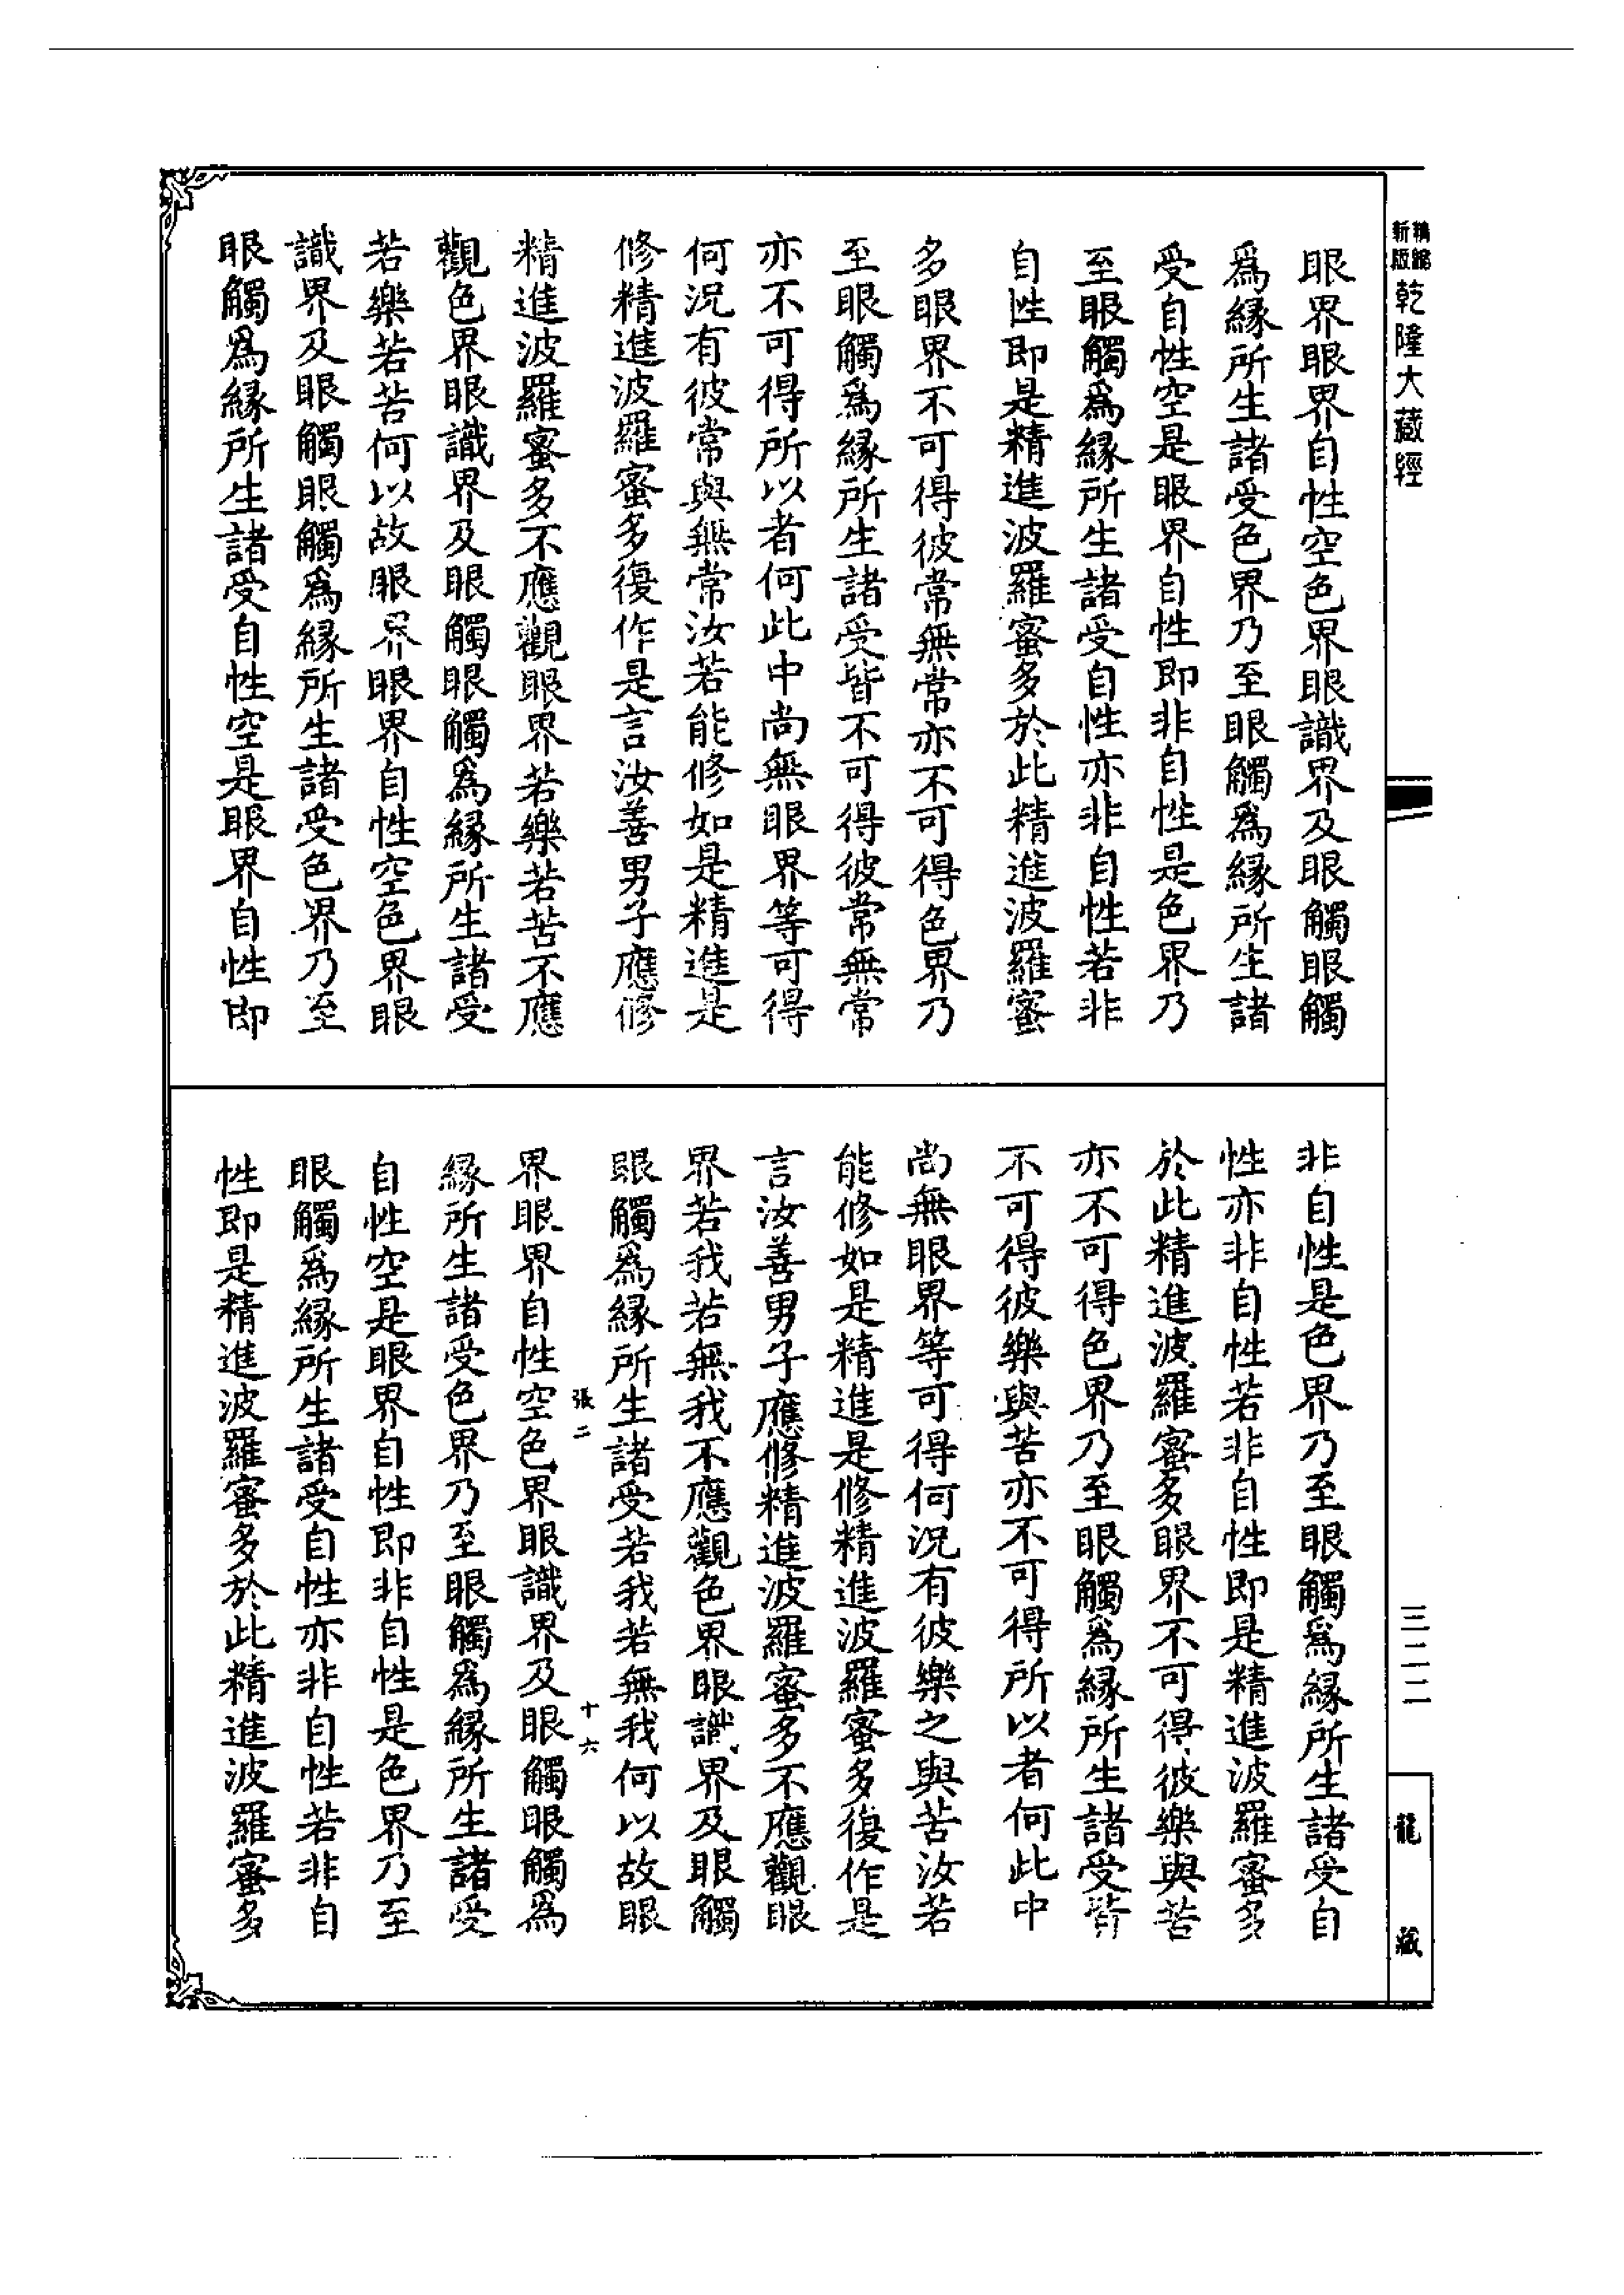 新版
精縮
乾隆大藏經
眼界眼界自性空色界眼識界及眼觸眼觸
爲緣所生諸受色界乃至眼觸爲緣所生諸
受自性空是眼界自性即非自性是色界乃
至眼觸爲緣所生諸受自性亦非自性若非
自性即是精進波羅蜜多於此精進波羅蜜
多眼界不可得彼常無常亦不可得色界乃
至眼觸爲緣所生諸受皆不可得彼常無常
亦不可得所以者何此中尚無眼界等可得
何況有彼常與無常汝若能修如是精進是
修精進波羅蜜多復作是言汝善男子應修
精進波羅蜜多不應觀眼界若樂若苦不應
觀色界眼識界及眼觸眼觸爲緣所生諸受
若樂若苦何以故眼界眼界自性空色界眼
識界及眼觸眼觸爲緣所生諸受色界乃至
眼觸爲緣所生諸受自性空是眼界自性即
非自性是色界乃至眼觸爲緣所生諸受自
性亦非自性若非自性即是精進波羅蜜多
於此精進波羅蜜多眼界不可得彼樂與苦
亦不可得色界乃至眼觸爲緣所生諸受皆
不可得彼樂與苦亦不可得所以者何此中
尚無眼界等可得何況有彼樂之與苦汝若
能修如是精進是修精進波羅蜜多復作是
言汝善男子應修精進波羅蜜多不應觀眼
界若我若無我不應觀色界眼識界及眼觸
眼觸爲緣所生諸受若我若無我何以故眼
張二
十六
界眼界自性空色界眼識界及眼觸眼觸爲
緣所生諸受色界乃至眼觸爲緣所生諸受
自性空是眼界自性即非自性是色界乃至
眼觸爲緣所生諸受自性亦非自性若非自
性即是精進波羅蜜多於此精進波羅蜜多
三二二
龍藏